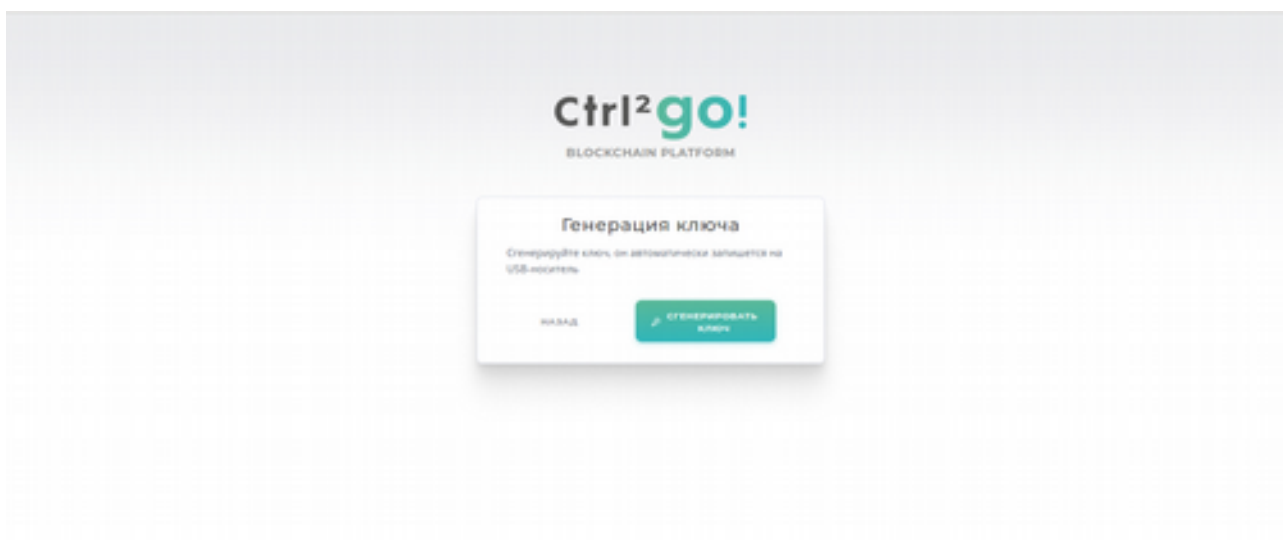 Ctrl²go!
BLOCKCHAIN PLATFORM
Генерация ключа
Сгенерируйте ключ, он автоматически запишется на
USB-носитель
НАЗАД
СГЕНЕРИРОВАТЬ
КЛЮЧ